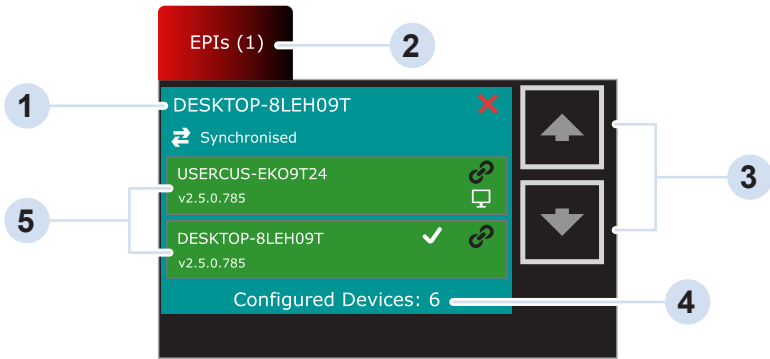 EPIs (1)
2
1
DESKTOP-8LEH09T
Synchronised
USERCUS-EKO9T24
v2.5.0.785
3
5
DESKTOP-8LEH09T
v2.5.0.785
Configured Devices: 6
4